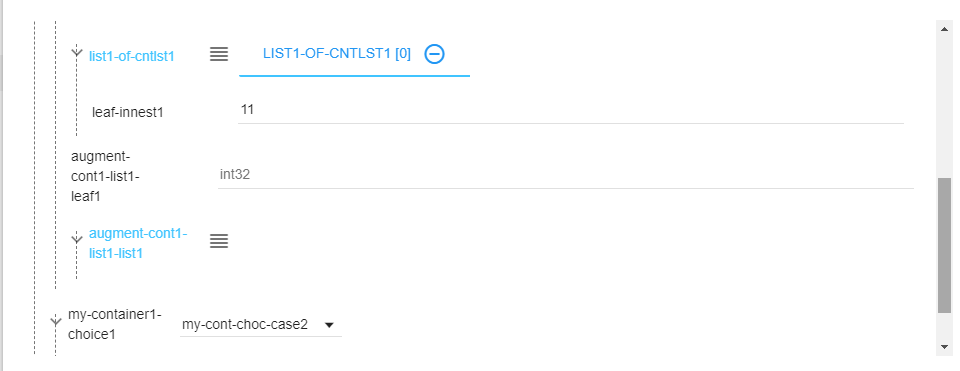 list1-of-cntlst1
LIST1-OF-CNTLST1 [0]
leaf-innest1
11
augment-
cont1-list1-
leaf1
int32
augment-cont1-
list1-list1
my-container1-
choice1
my-cont-choc-case2